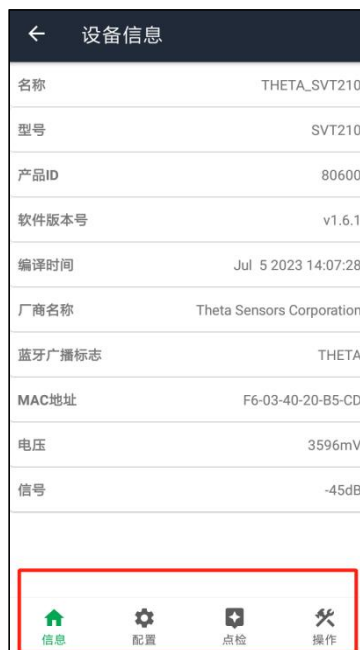 设备信息
名称 THETA_SVT210
型号 SVT210
产品ID 80600
软件版本号 v1.6.1
编译时间 Jul 5 2023 14:07:28
厂商名称 Theta Sensors Corporation
蓝牙广播标志 THETA
MAC地址 F6-03-40-20-B5-CD
电压 3596mV
信号 -45dB
信息 配置 点检 操作